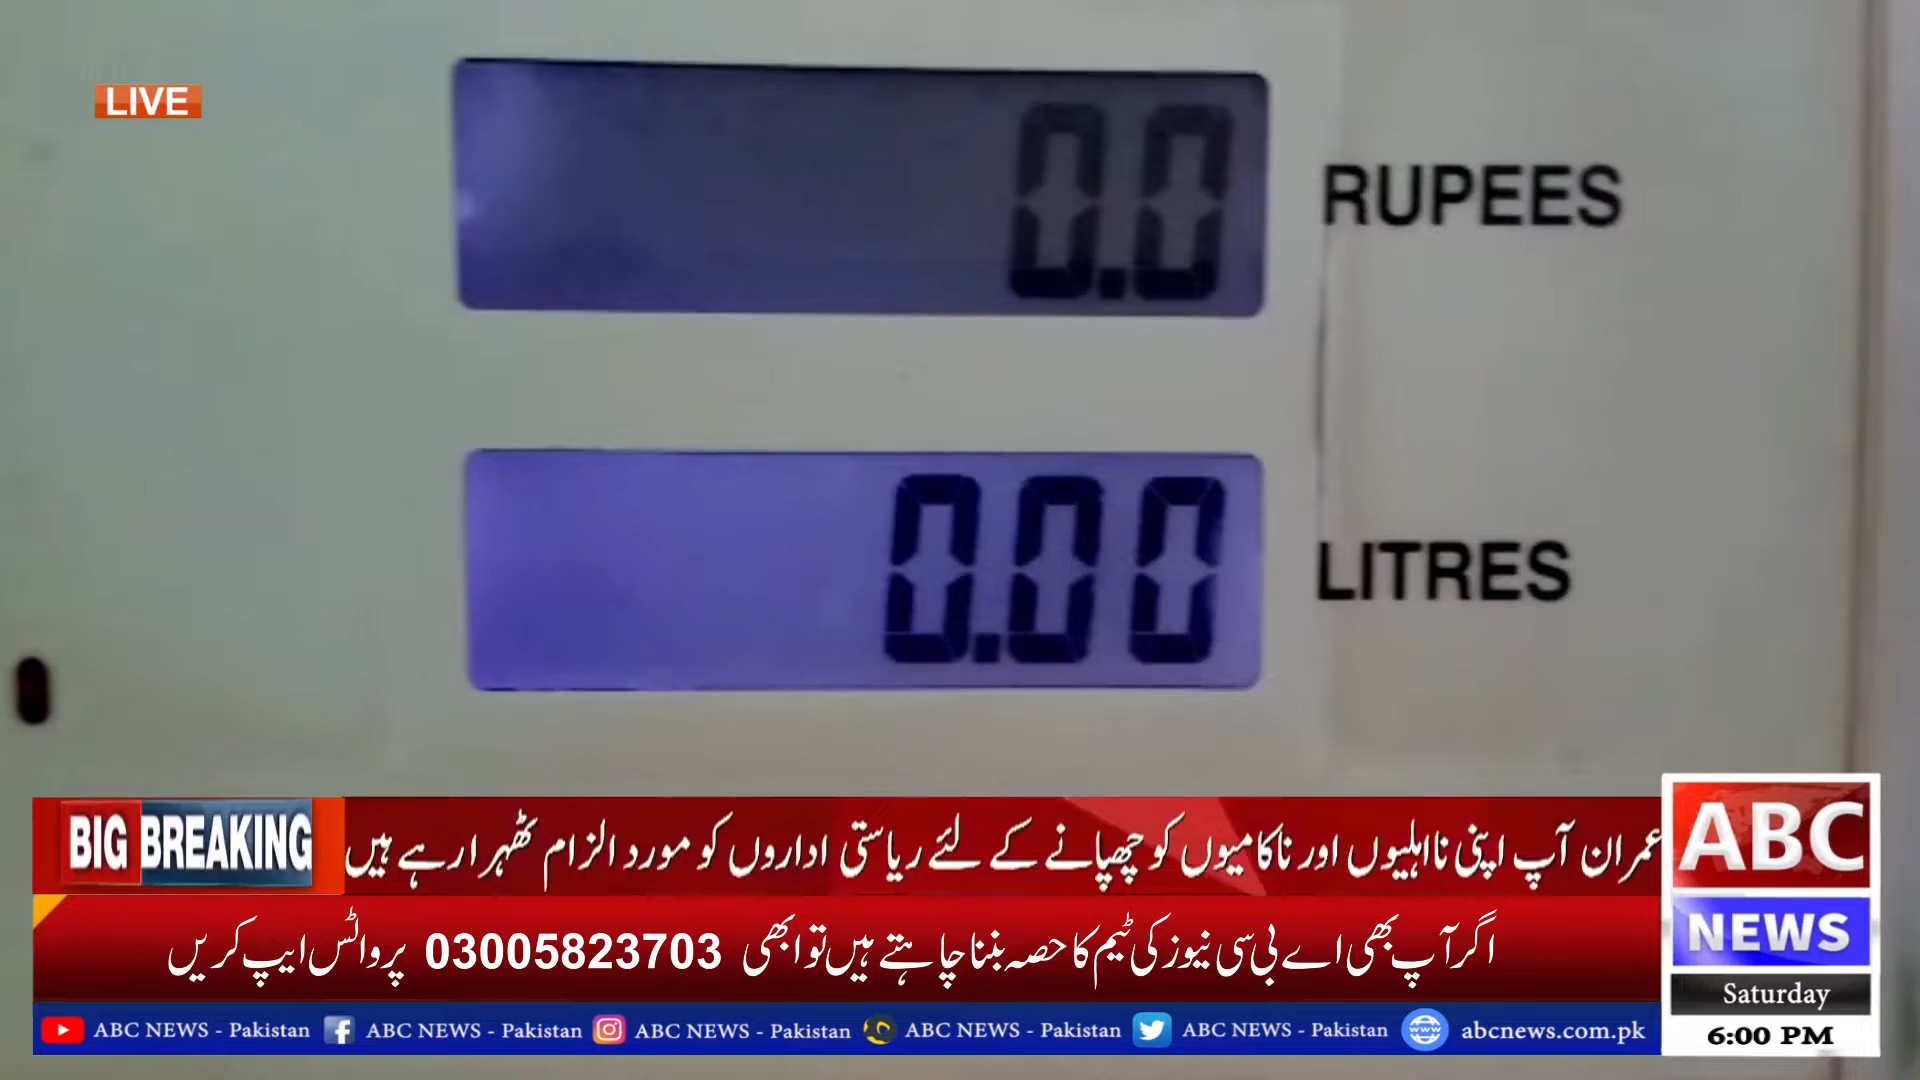 LIVE
0.0 RUPEES
0.00 LITRES
BIG BREAKING
عمران آپ اپنی نااہلیوں اور ناکامیوں کو چھپانے کے لئے ریاستی اداروں کو مورد الزام ٹھہرا رہے ہیں
اگر آپ بھی اے بی سی نیوز کی ٹیم کا حصہ بننا چاہتے ہیں تو ابھی 03005823703 پر واٹس ایپ کریں
ABC NEWS - Pakistan ABC NEWS - Pakistan ABC NEWS - Pakistan ABC NEWS - Pakistan ABC NEWS - Pakistan abcnews.com.pk
ABC
NEWS
Saturday
6:00 PM